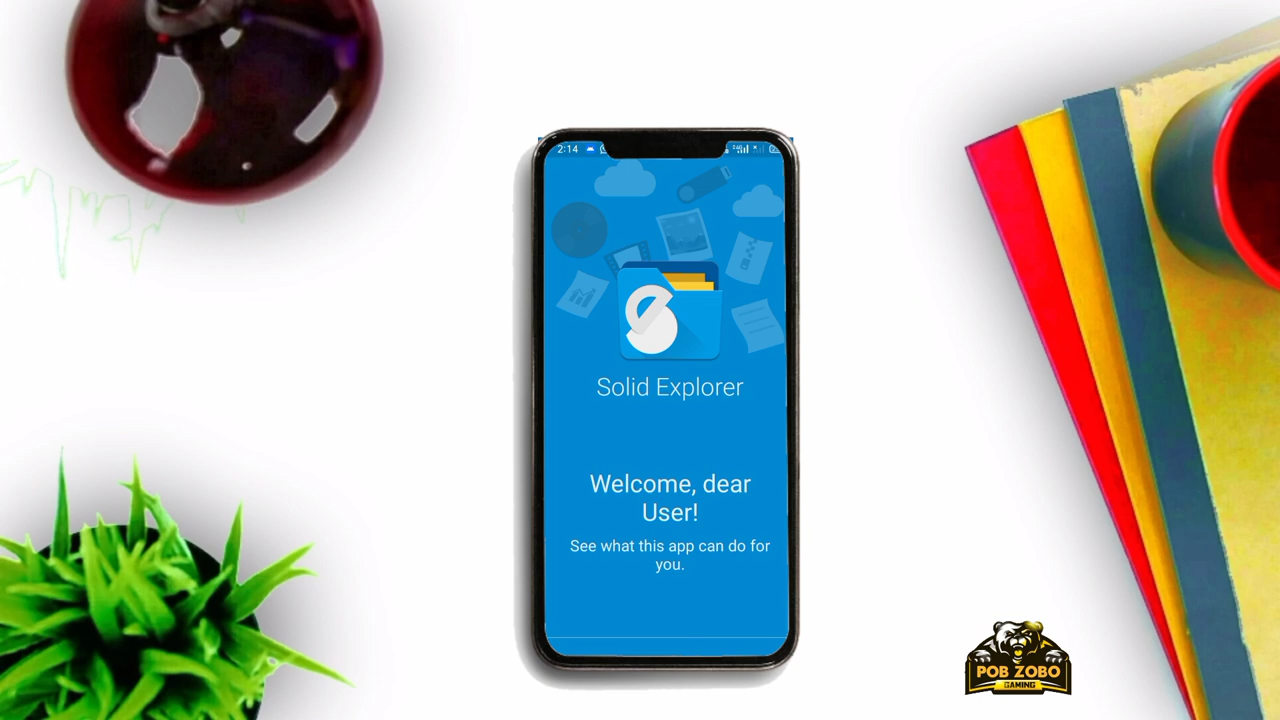 2:14
Solid Explorer
Welcome, dear
User!
See what this app can do for
you.
POB ZOBO
GAMING